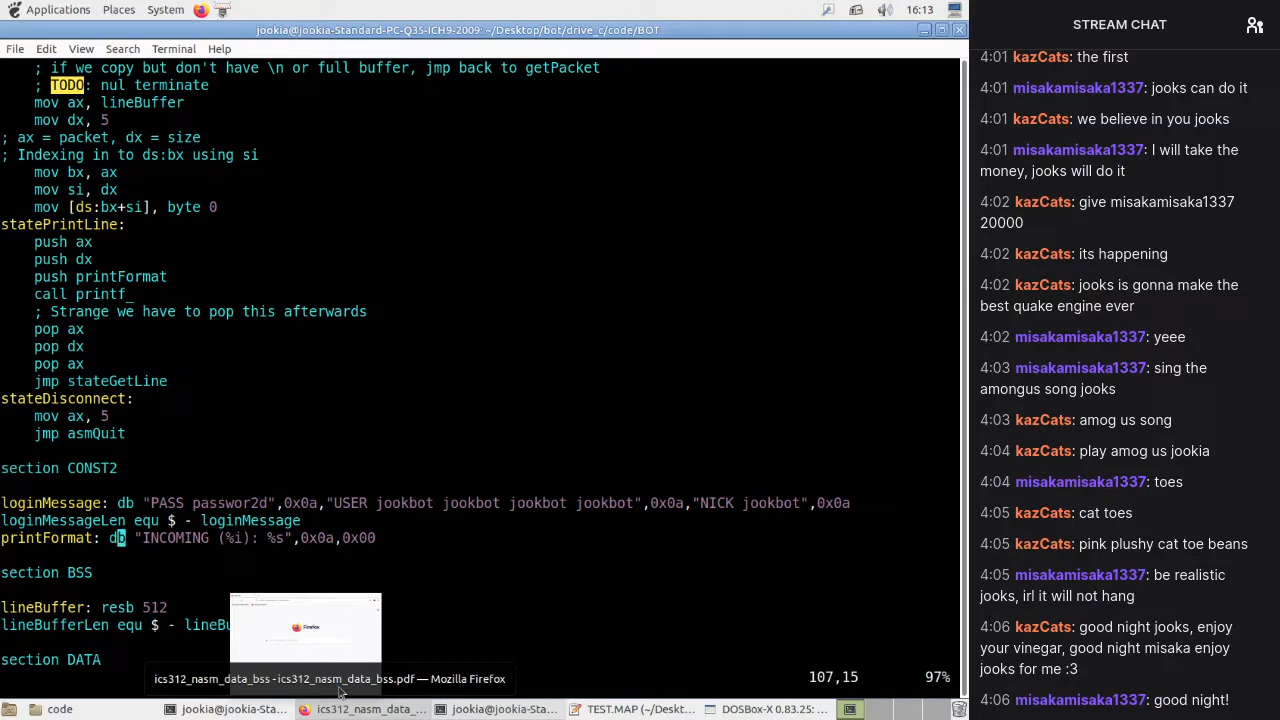 Applications Places System 16:13
jookia@jookia-Standard-PC-Q35-ICH9-2009: ~/Desktop/bot/drive_c/code/BOT
File Edit View Search Terminal Help
; if we copy but don't have \n or full buffer, jmp back to getPacket
; TODO: nul terminate
mov ax, lineBuffer
mov dx, 5
; ax = packet, dx = size
; Indexing in to ds:bx using si
mov bx, ax
mov si, dx
mov [ds:bx+si], byte 0
statePrintLine:
push ax
push dx
push printFormat
call printf_
; Strange we have to pop this afterwards
pop ax
pop dx
pop ax
jmp stateGetLine
stateDisconnect:
mov ax, 5
jmp asmQuit
section CONST2
loginMessage: db "PASS passwor2d",0x0a,"USER jookbot jookbot jookbot jookbot",0x0a,"NICK jookbot",0x0a
loginMessageLen equ $ - loginMessage
printFormat: db "INCOMING (%i): %s",0x0a,0x00
section BSS
lineBuffer: resb 512
lineBufferLen equ $ - lineBu
Firefox
section DATA
ics312_nasm_data_bss - ics312_nasm_data_bss.pdf — Mozilla Firefox
107,15 97%
code
jookia@jookia-Sta...
ics312_nasm_data_...
jookia@jookia-Sta...
TEST.MAP (~/Deskt...
DOSBox-X 0.83.25: ...
STREAM CHAT
4:01 kazCats: the first
4:01 misakamisaka1337: jooks can do it
4:01 kazCats: we believe in you jooks
4:01 misakamisaka1337: I will take the
money, jooks will do it
4:02 kazCats: give misakamisaka1337
20000
4:02 kazCats: its happening
4:02 kazCats: jooks is gonna make the
best quake engine ever
4:02 misakamisaka1337: yeee
4:03 misakamisaka1337: sing the
amongus song jooks
4:03 kazCats: amog us song
4:04 kazCats: play amog us jookia
4:04 misakamisaka1337: toes
4:05 kazCats: cat toes
4:05 kazCats: pink plushy cat toe beans
4:05 misakamisaka1337: be realistic
jooks, irl it will not hang
4:06 kazCats: good night jooks, enjoy
your vinegar, good night misaka enjoy
jooks for me :3
4:06 misakamisaka1337: good night!